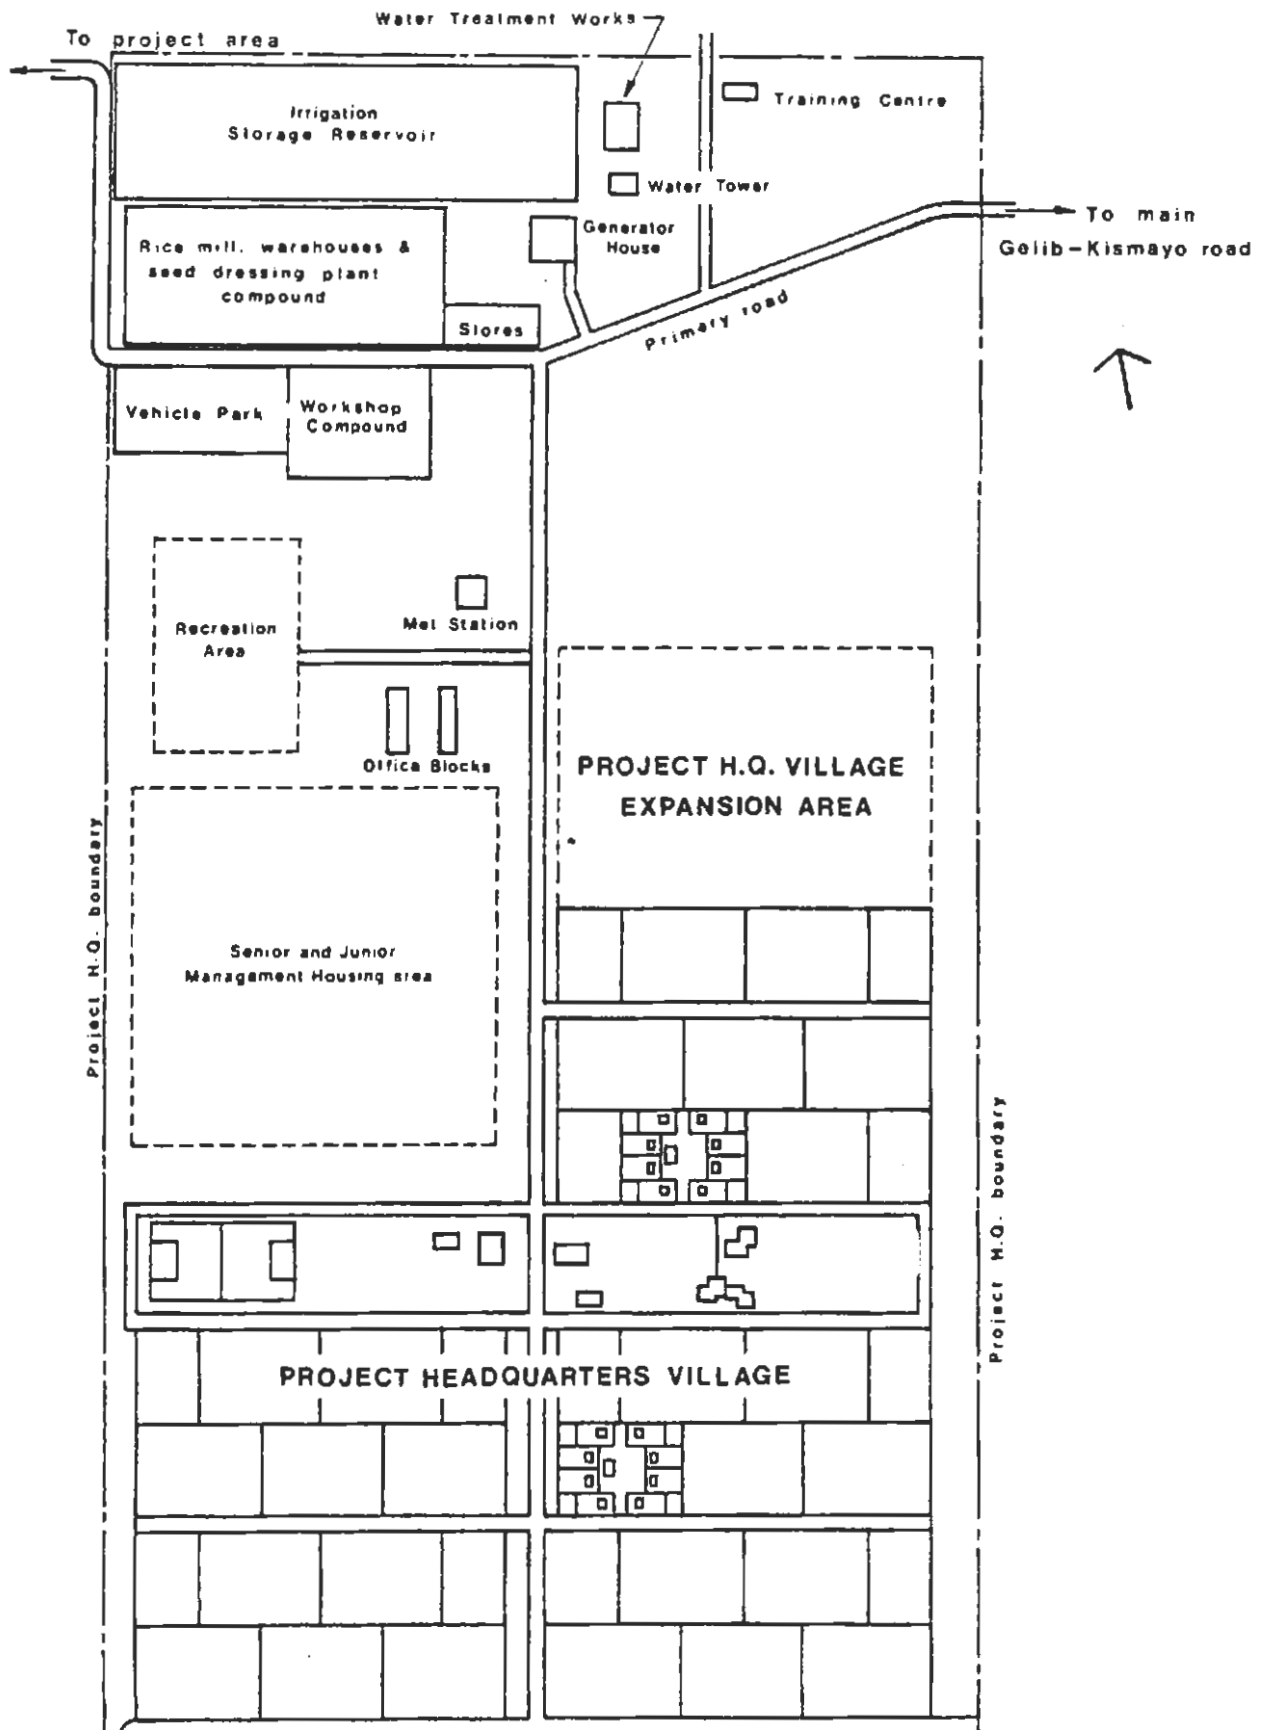 Water Treatment Works
To project area
Irrigation
Storage Reservoir
Training Centre
Water Tower
Generator
House
To main
Gelib-Kismayo road
Rice mill, warehouses &
seed dressing plant
compound
Stores
Primary road
Vehicle Park
Workshop
Compound
Recreation
Area
Met Station
Office Blocks
PROJECT H.Q. VILLAGE
EXPANSION AREA
Project H.Q. boundary
Senior and Junior
Management Housing area
Project H.Q. boundary
PROJECT HEADQUARTERS VILLAGE